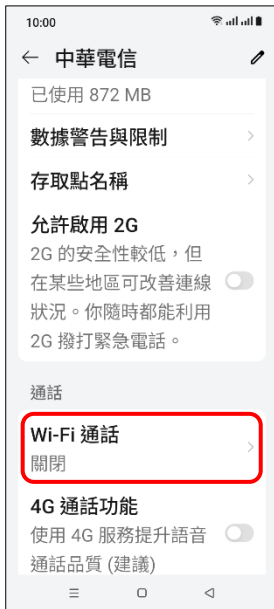 10:00
中華電信
已使用 872 MB
數據警告與限制
存取點名稱
允許啟用 2G
2G 的安全性較低，但
在某些地區可改善連線
狀況。你隨時都能利用
2G 撥打緊急電話。
通話
Wi-Fi 通話
關閉
4G 通話功能
使用 4G 服務提升語音
通話品質 (建議)